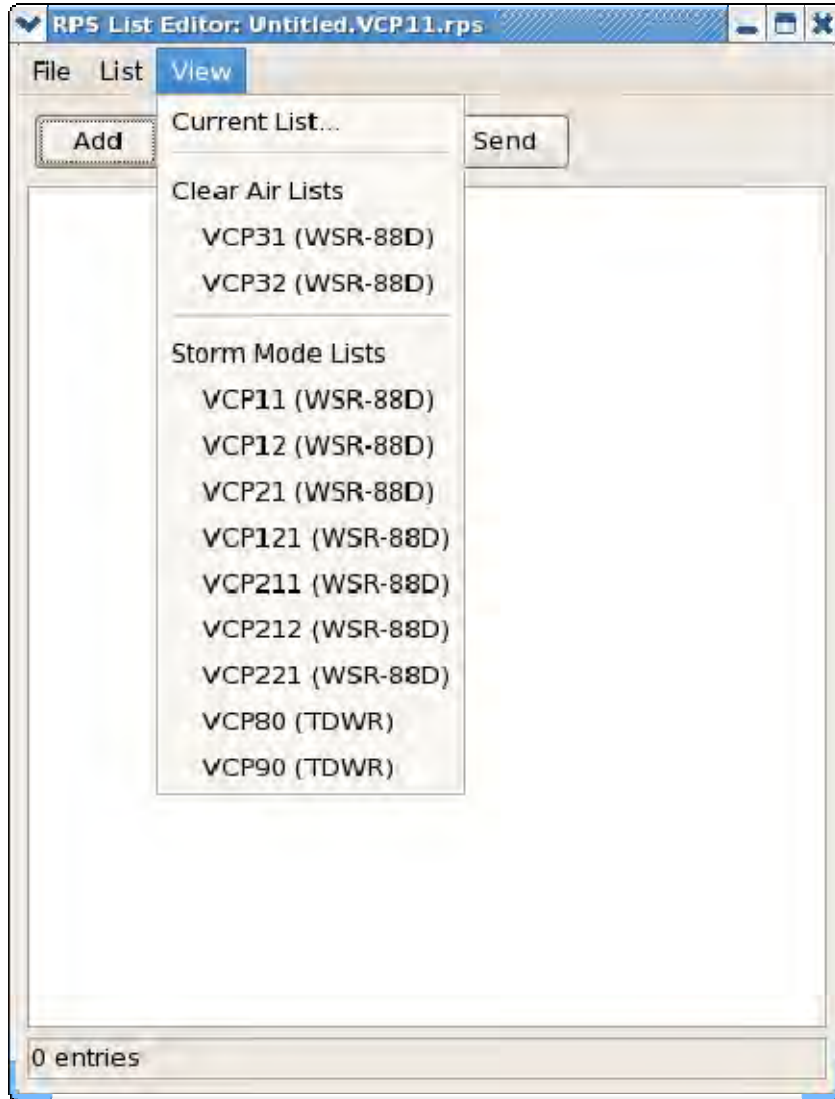 RPS List Editor: Untitled.VCP11.rps
File List View
Add Send
Current List...
Clear Air Lists
VCP31 (WSR-88D)
VCP32 (WSR-88D)
Storm Mode Lists
VCP11 (WSR-88D)
VCP12 (WSR-88D)
VCP21 (WSR-88D)
VCP121 (WSR-88D)
VCP211 (WSR-88D)
VCP212 (WSR-88D)
VCP221 (WSR-88D)
VCP80 (TDWR)
VCP90 (TDWR)
0 entries